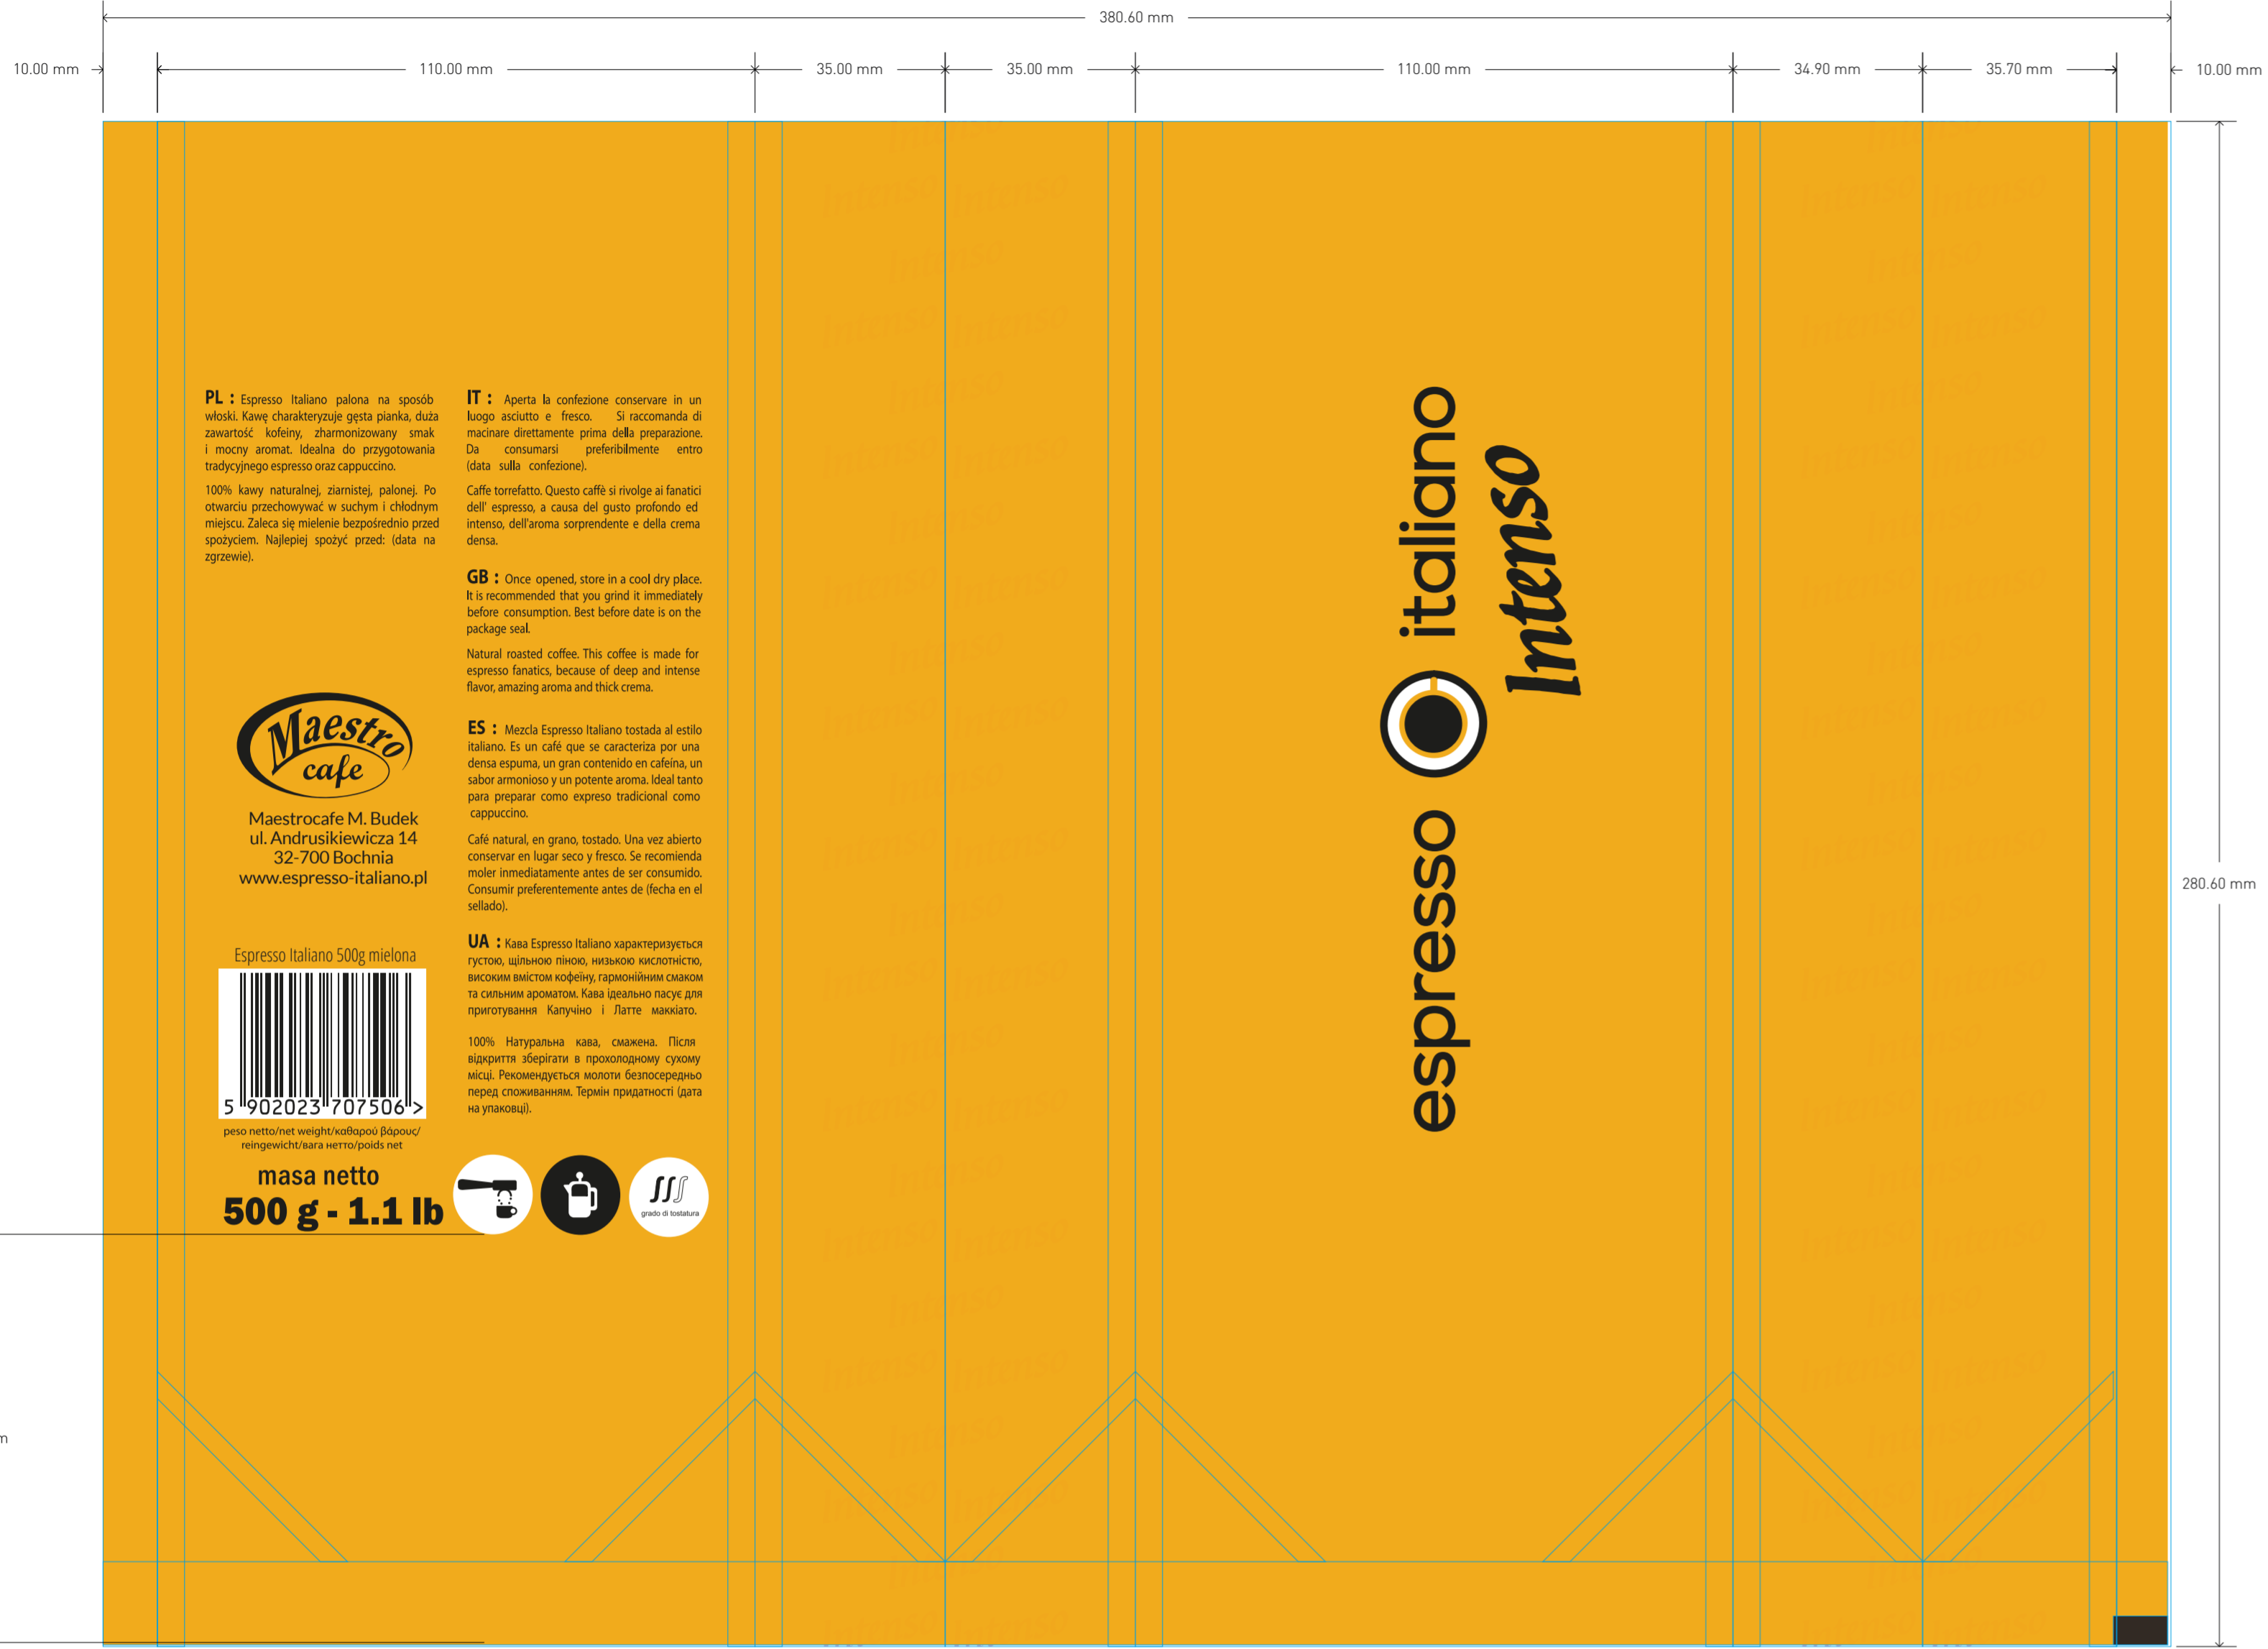 380.60 mm
10.00 mm
110.00 mm
35.00 mm
35.00 mm
110.00 mm
34.90 mm
35.70 mm
10.00 mm
280.60 mm
m
PL : Espresso Italiano palona na sposób
włoski. Kawę charakteryzuje gęsta pianka, duża
zawartość kofeiny, zharmonizowany smak
i mocny aromat. Idealna do przygotowania
tradycyjnego espresso oraz cappuccino.
100% kawy naturalnej, ziarnistej, palonej. Po
otwarciu przechowywać w suchym i chłodnym
miejscu. Zaleca się mielenie bezpośrednio przed
spożyciem. Najlepiej spożyć przed: (data na
zgrzewie).
Maestro
cafe
Maestrocafe M. Budek
ul. Andrusikiewicza 14
32-700 Bochnia
www.espresso-italiano.pl
Espresso Italiano 500g mielona
5 902023 707506 >
peso netto/net weight/καθαρού βάρους/
reingewicht/вага нетто/poids net
masa netto
500 g - 1.1 lb
IT : Aperta la confezione conservare in un
luogo asciutto e fresco. Si raccomanda di
macinare direttamente prima della preparazione.
Da consumarsi preferibilmente entro
(data sulla confezione).
Caffe torrefatto. Questo caffè si rivolge ai fanatici
dell' espresso, a causa del gusto profondo ed
intenso, dell'aroma sorprendente e della crema
densa.
GB : Once opened, store in a cool dry place.
It is recommended that you grind it immediately
before consumption. Best before date is on the
package seal.
Natural roasted coffee. This coffee is made for
espresso fanatics, because of deep and intense
flavor, amazing aroma and thick crema.
ES : Mezcla Espresso Italiano tostada al estilo
italiano. Es un café que se caracteriza por una
densa espuma, un gran contenido en cafeína, un
sabor armonioso y un potente aroma. Ideal tanto
para preparar como expreso tradicional como
cappuccino.
Café natural, en grano, tostado. Una vez abierto
conservar en lugar seco y fresco. Se recomienda
moler inmediatamente antes de ser consumido.
Consumir preferentemente antes de (fecha en el
sellado).
UA : Кава Espresso Italiano характеризується
густою, щільною піною, низькою кислотністю,
високим вмістом кофеїну, гармонійним смаком
та сильним ароматом. Кава ідеально пасує для
приготування Капучіно і Латте маккіато.
100% Натуральна кава, смажена. Після
відкриття зберігати в прохолодному сухому
місці. Рекомендується молоти безпосередньо
перед споживанням. Термін придатності (дата
на упаковці).
grado di tostatura
espresso italiano
Intenso